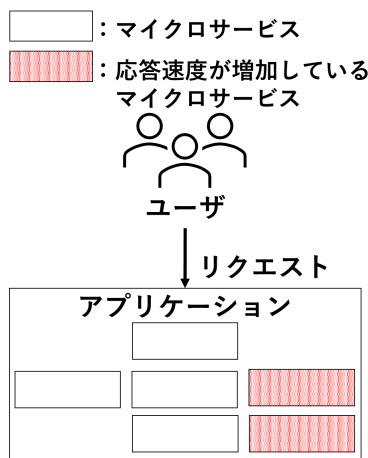 ：マイクロサービス
：応答速度が増加している
マイクロサービス
ユーザ
リクエスト
アプリケーション